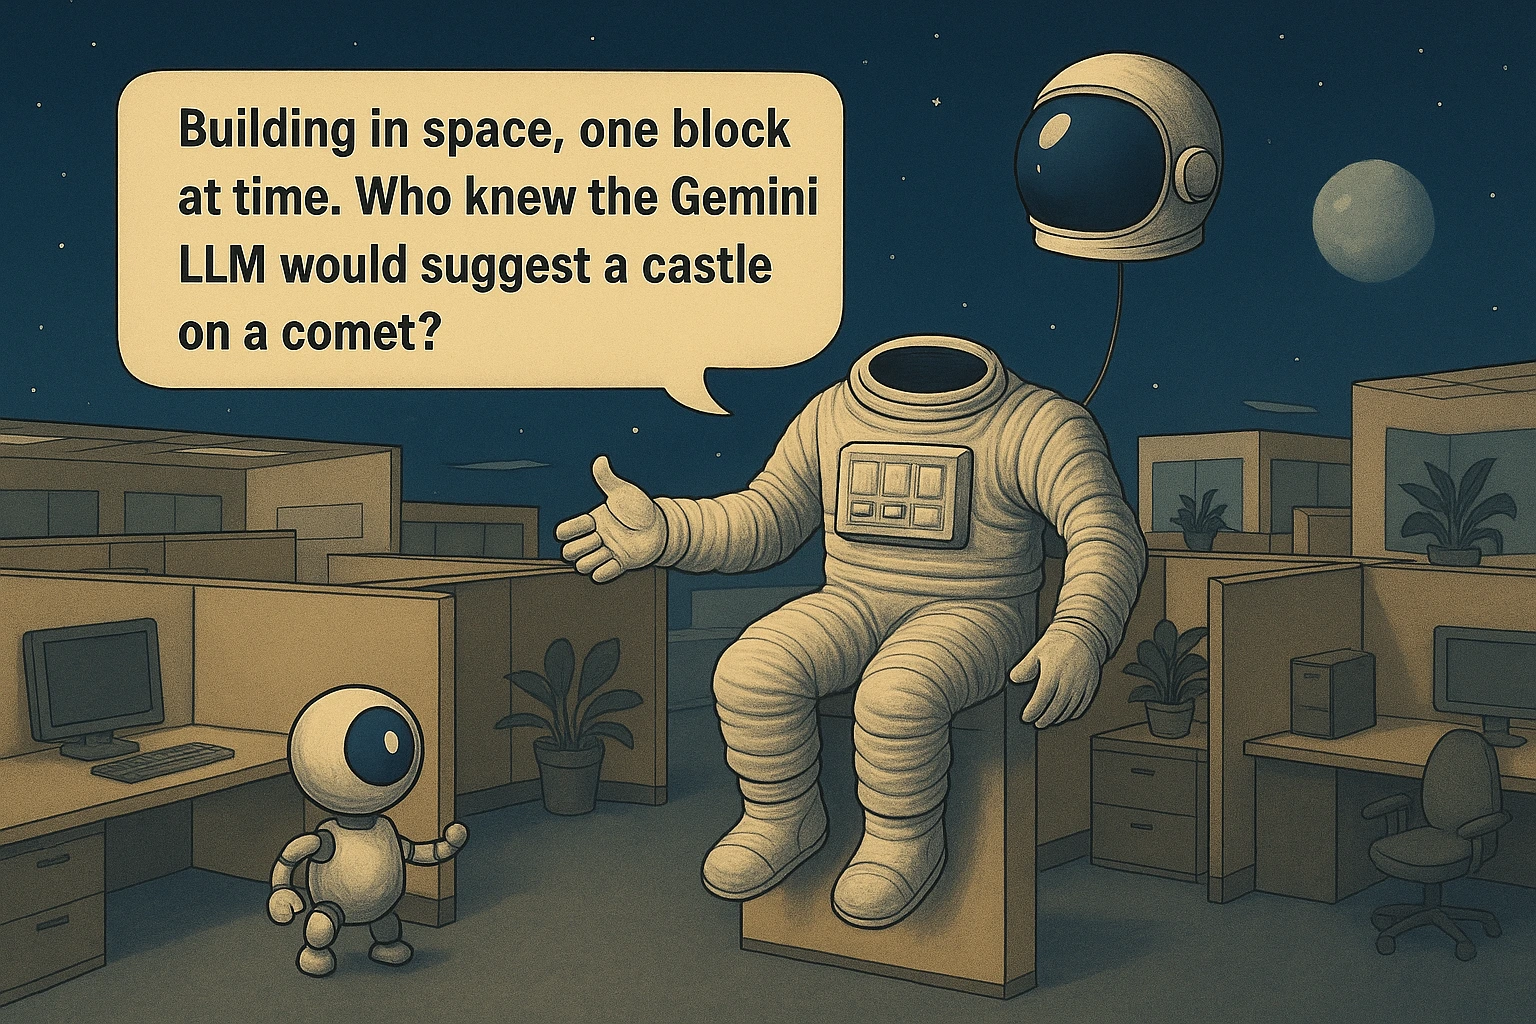 Building in space, one block
at time. Who knew the Gemini
LLM would suggest a castle
on a comet?